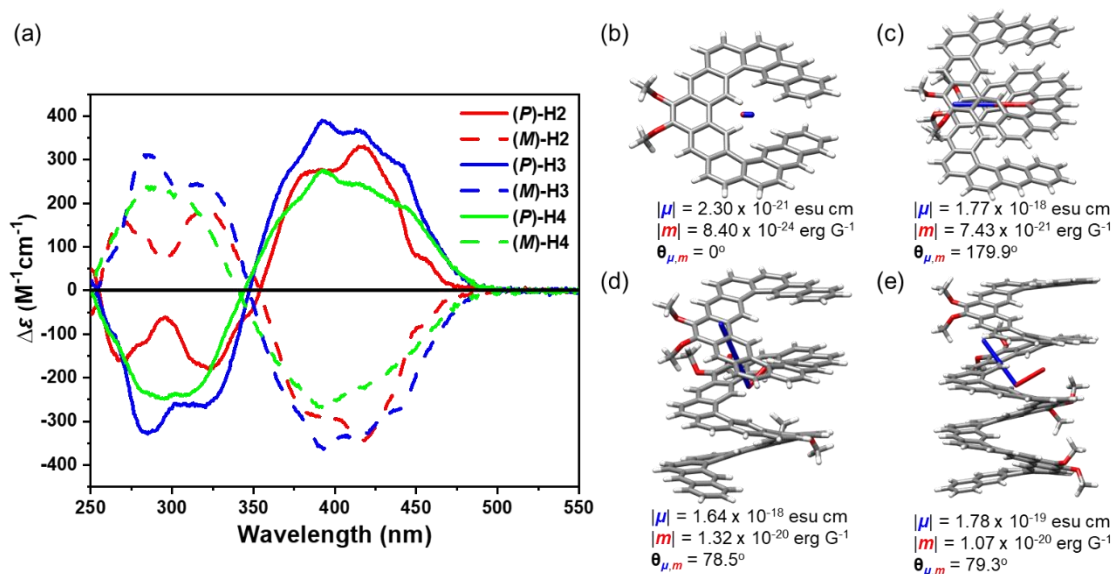 (a)
400
300
200
100
0
-100
-200
-300
-400
Δε (M⁻¹cm⁻¹)
250 300 350 400 450 500 550
Wavelength (nm)
(P)-H2
(M)-H2
(P)-H3
(M)-H3
(P)-H4
(M)-H4
(b)
|μ| = 2.30 x 10⁻²¹ esu cm
|m| = 8.40 x 10⁻²⁴ erg G⁻¹
θμ,m = 0º
(c)
|μ| = 1.77 x 10⁻¹⁸ esu cm
|m| = 7.43 x 10⁻²¹ erg G⁻¹
θμ,m = 179.9º
(d)
|μ| = 1.64 x 10⁻¹⁸ esu cm
|m| = 1.32 x 10⁻²⁰ erg G⁻¹
θμ,m = 78.5º
(e)
|μ| = 1.78 x 10⁻¹⁹ esu cm
|m| = 1.07 x 10⁻²⁰ erg G⁻¹
θμ,m = 79.3º